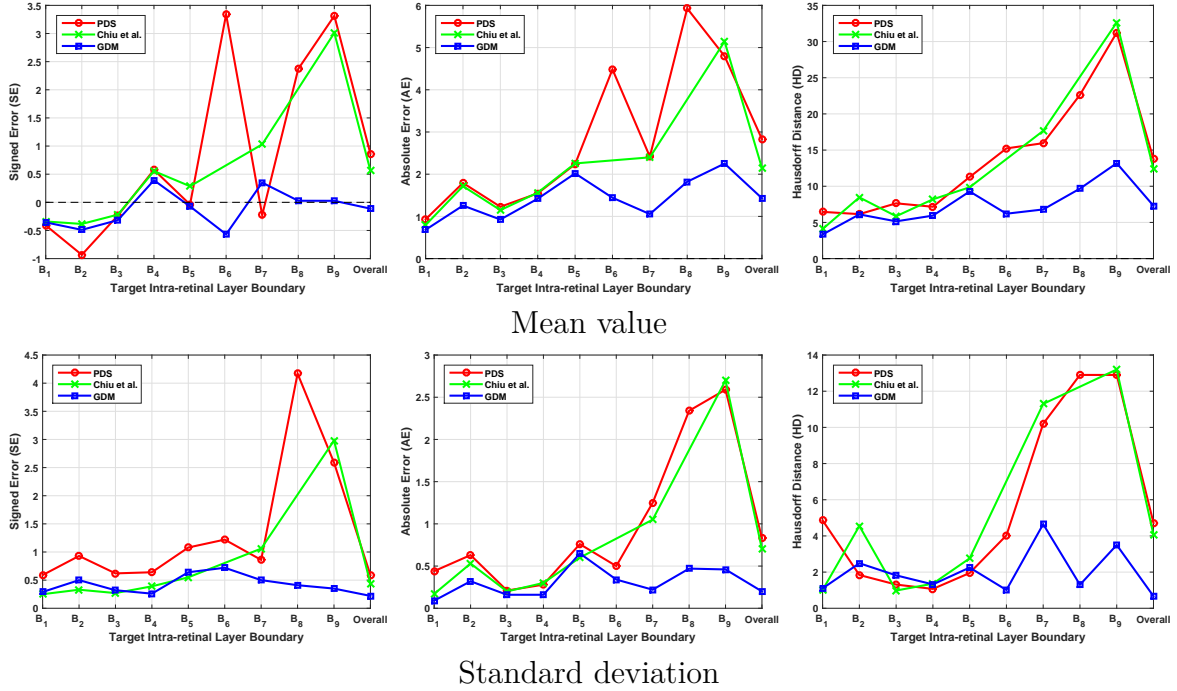 3.5
3
2.5
2
1.5
1
0.5
0
-0.5
-1
Signed Error (SE)
PDS
Chiu et al.
GDM
B1 B2 B3 B4 B5 B6 B7 B8 B9 Overall
Target Intra-retinal Layer Boundary
6
5
4
3
2
1
0
Absolute Error (AE)
PDS
Chiu et al.
GDM
B1 B2 B3 B4 B5 B6 B7 B8 B9 Overall
Target Intra-retinal Layer Boundary
35
30
25
20
15
10
5
0
Hausdorff Distance (HD)
PDS
Chiu et al.
GDM
B1 B2 B3 B4 B5 B6 B7 B8 B9 Overall
Target Intra-retinal Layer Boundary
Mean value
4.5
4
3.5
3
2.5
2
1.5
1
0.5
0
Signed Error (SE)
PDS
Chiu et al.
GDM
B1 B2 B3 B4 B5 B6 B7 B8 B9 Overall
Target Intra-retinal Layer Boundary
3
2.5
2
1.5
1
0.5
0
Absolute Error (AE)
PDS
Chiu et al.
GDM
B1 B2 B3 B4 B5 B6 B7 B8 B9 Overall
Target Intra-retinal Layer Boundary
14
12
10
8
6
4
2
0
Hausdorff Distance (HD)
PDS
Chiu et al.
GDM
B1 B2 B3 B4 B5 B6 B7 B8 B9 Overall
Target Intra-retinal Layer Boundary
Standard deviation